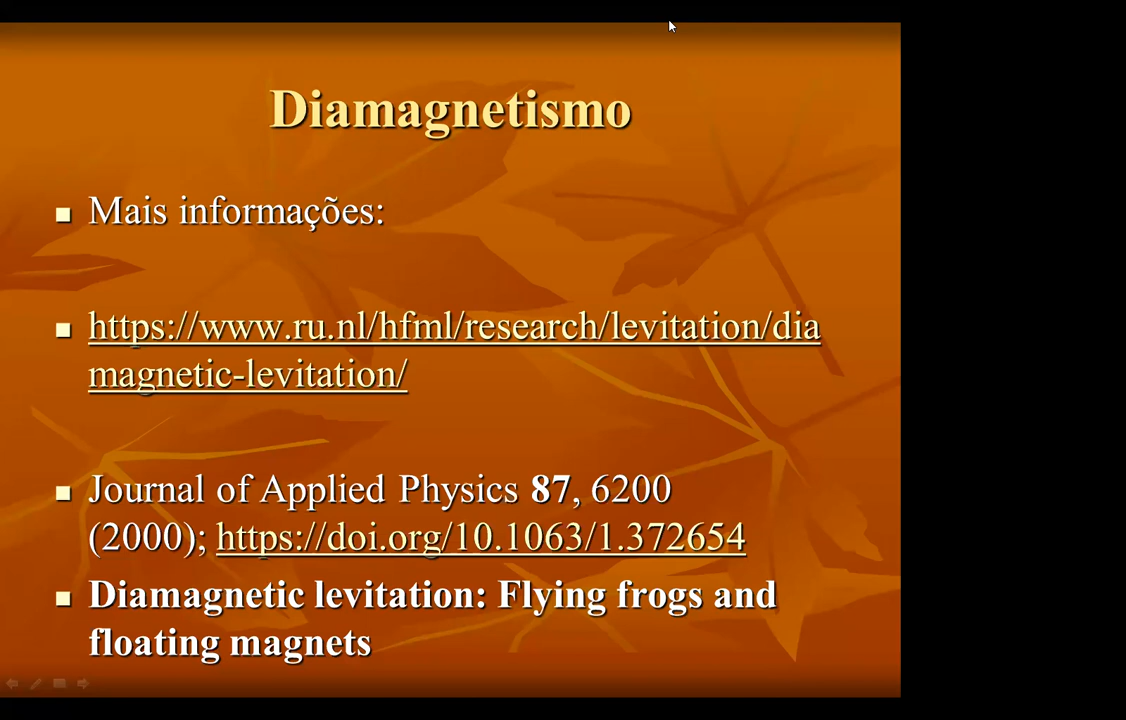 Diamagnetismo
Mais informações:
https://www.ru.nl/hfml/research/levitation/dia
magnetic-levitation/
Journal of Applied Physics 87, 6200
(2000); https://doi.org/10.1063/1.372654
Diamagnetic levitation: Flying frogs and
floating magnets